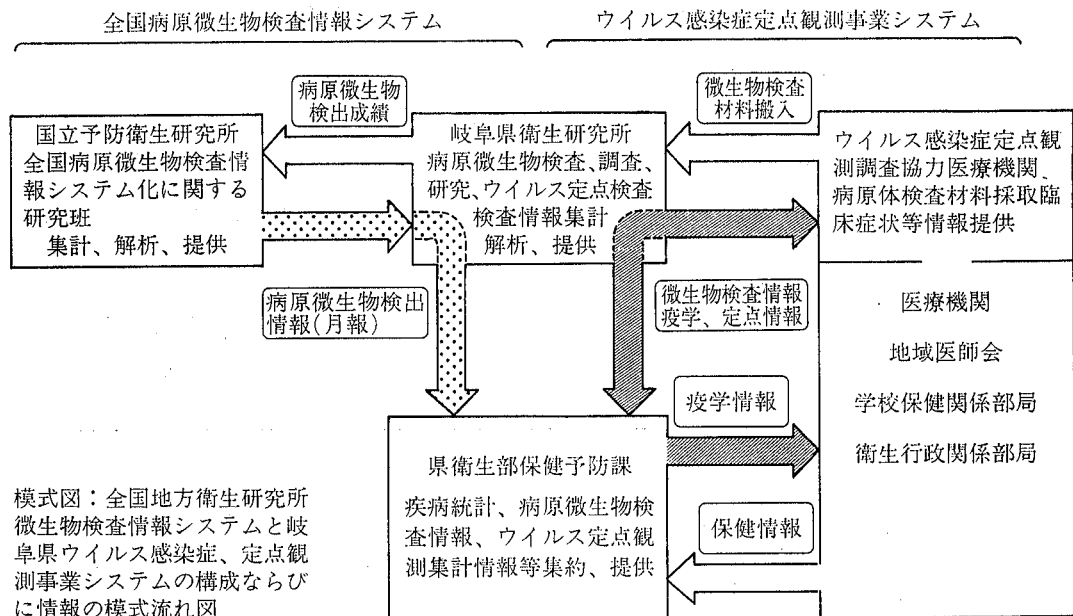 全国病原微生物検査情報システム
ウイルス感染症定点観測事業システム
病原微生物
検出成績
微生物検査
材料搬入
国立予防衛生研究所
全国病原微生物検査情
報システム化に関する
研究班
集計、解析、提供
岐阜県衛生研究所
病原微生物検査、調査、
研究、ウイルス定点検査
検査情報集計
解析、提供
ウイルス感染症定点観
測調査協力医療機関、
病原体検査材料採取臨
床症状等情報提供
病原微生物検出
情報(月報)
微生物検査情報
疫学、定点情報
医療機関
地域医師会
学校保健関係部局
衛生行政関係部局
疫学情報
県衛生部保健予防課
疾病統計、病原微生物検
査情報、ウイルス定点観
測集計情報等集約、提供
保健情報
模式図：全国地方衛生研究所
微生物検査情報システムと岐
阜県ウイルス感染症、定点観
測事業システムの構成ならび
に情報の模式流れ図